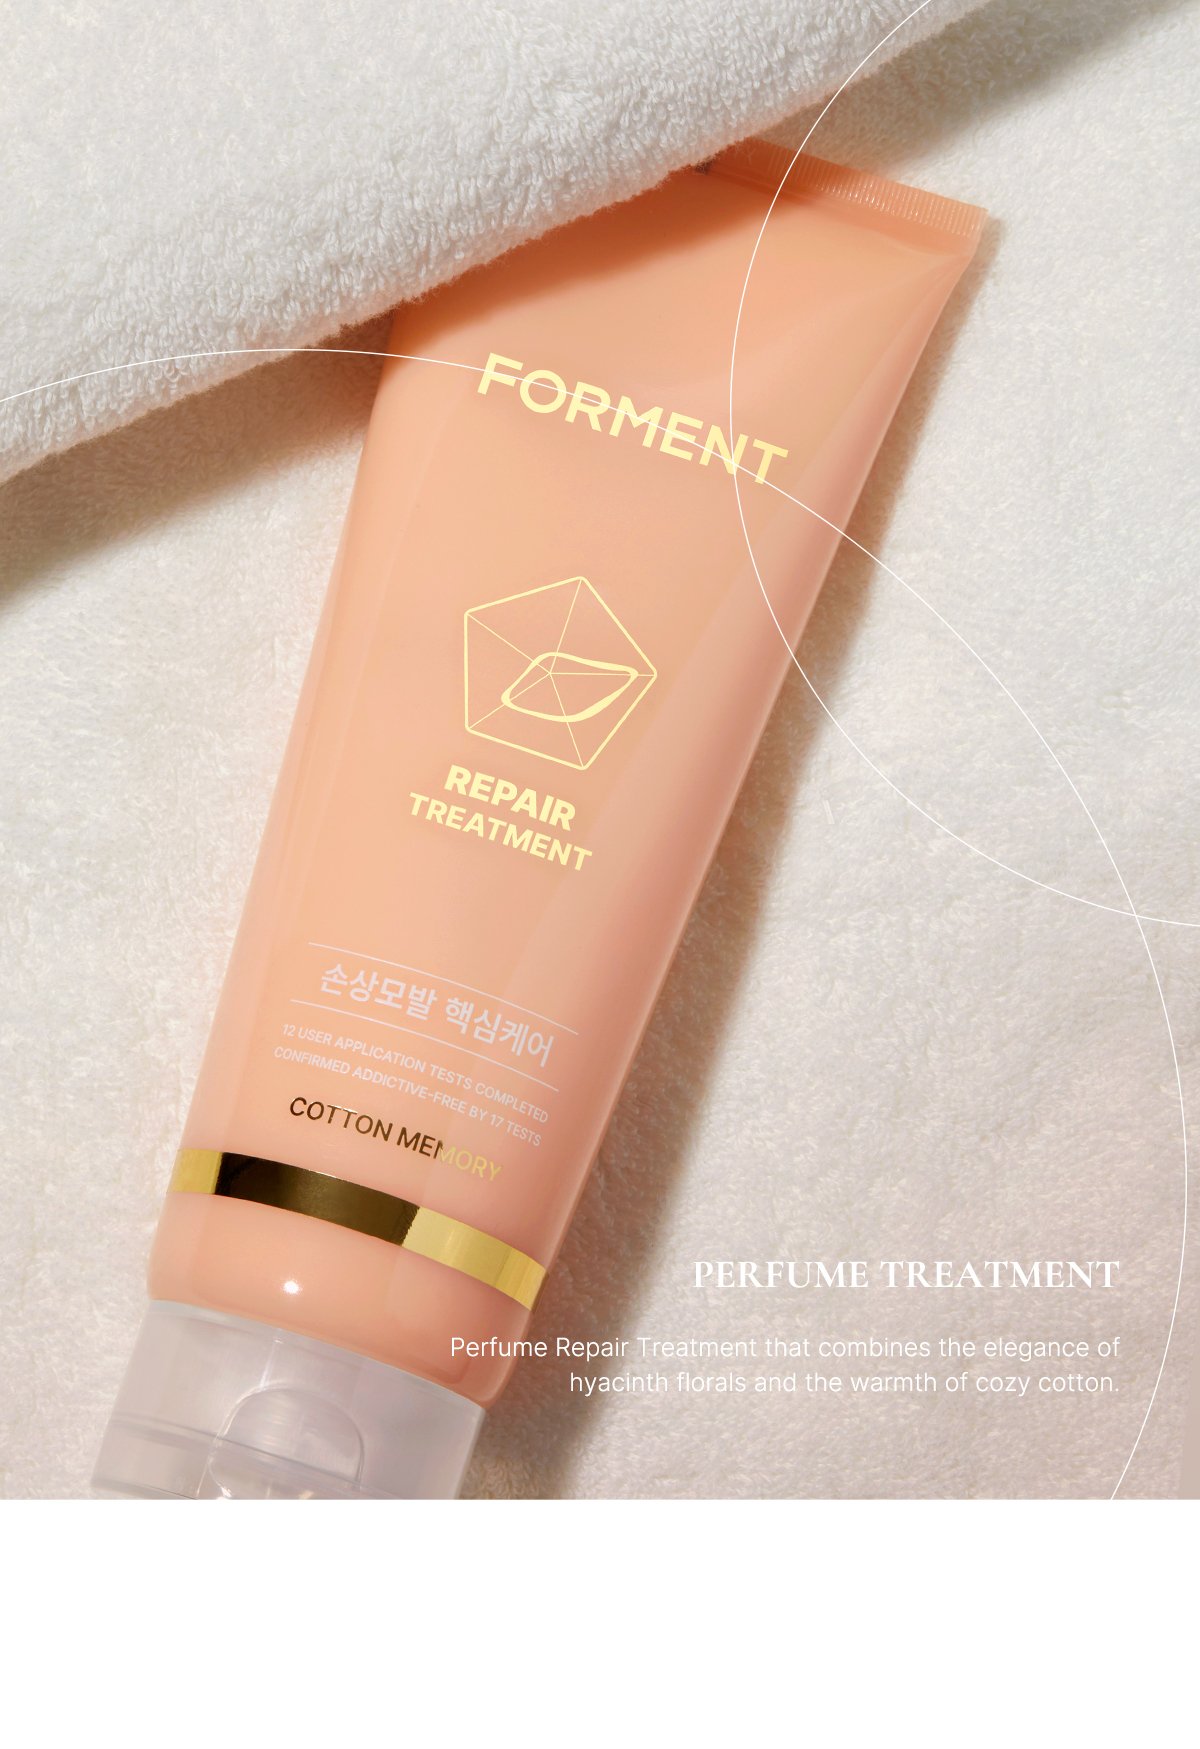 FORMENT
REPAIR
TREATMENT
손상모발 핵심케어
12 USER APPLICATION TESTS COMPLETED
CONFIRMED ADDICTIVE-FREE BY 17 TESTS
COTTON MEMORY
PERFUME TREATMENT
Perfume Repair Treatment that combines the elegance of
hyacinth florals and the warmth of cozy cotton.